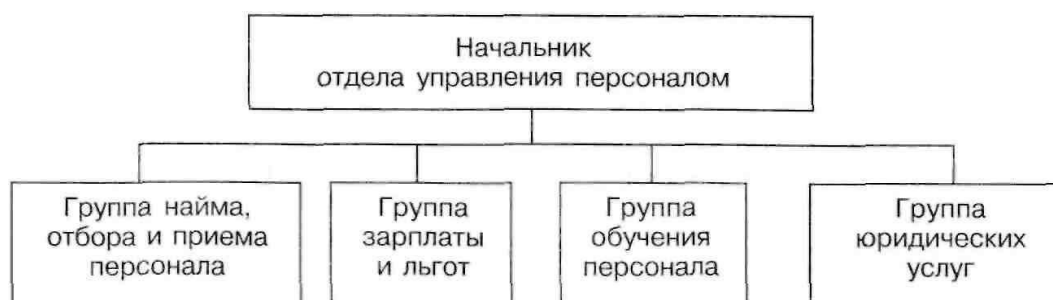 Начальник
отдела управления персоналом
Группа найма,
отбора и приема
персонала
Группа
зарплаты
и льгот
Группа
обучения
персонала
Группа
юридических
услуг